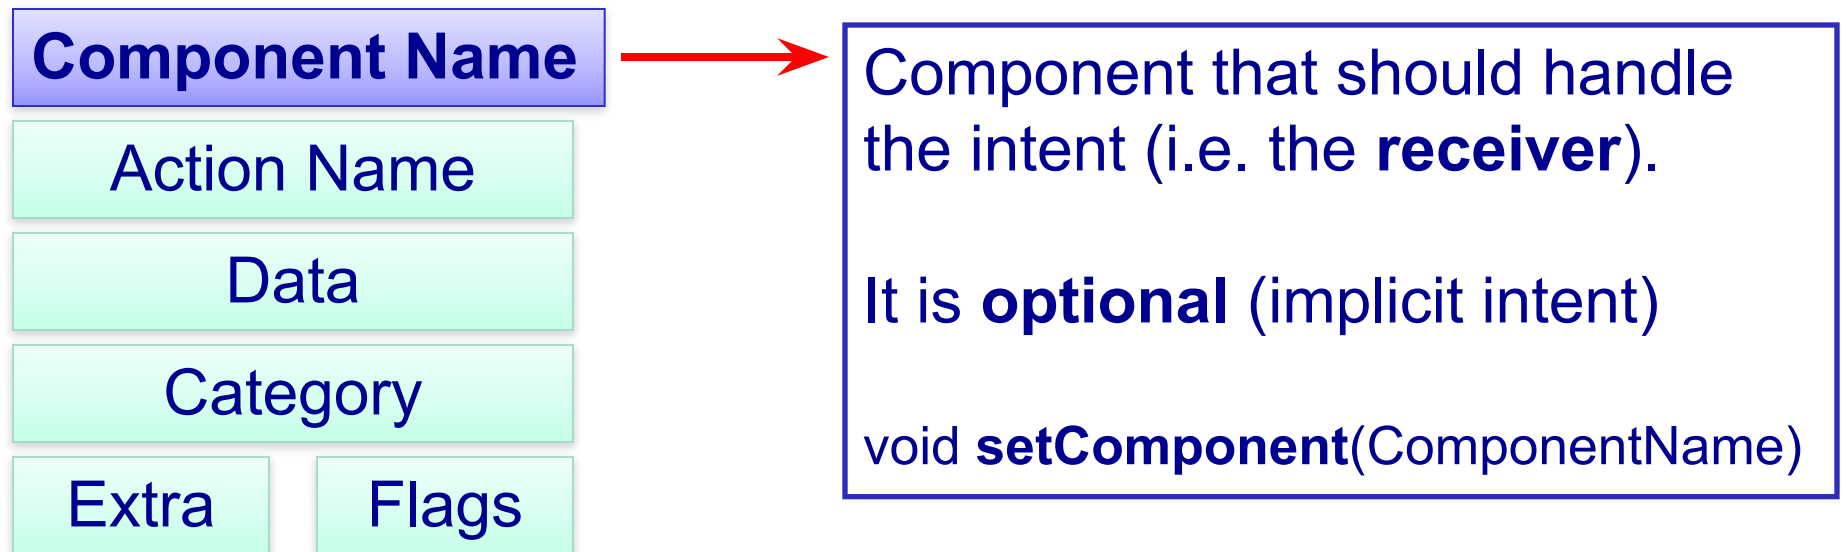 Component Name
Action Name
Data
Category
Extra
Flags
Component that should handle
the intent (i.e. the receiver).
It is optional (implicit intent)
void setComponent(ComponentName)